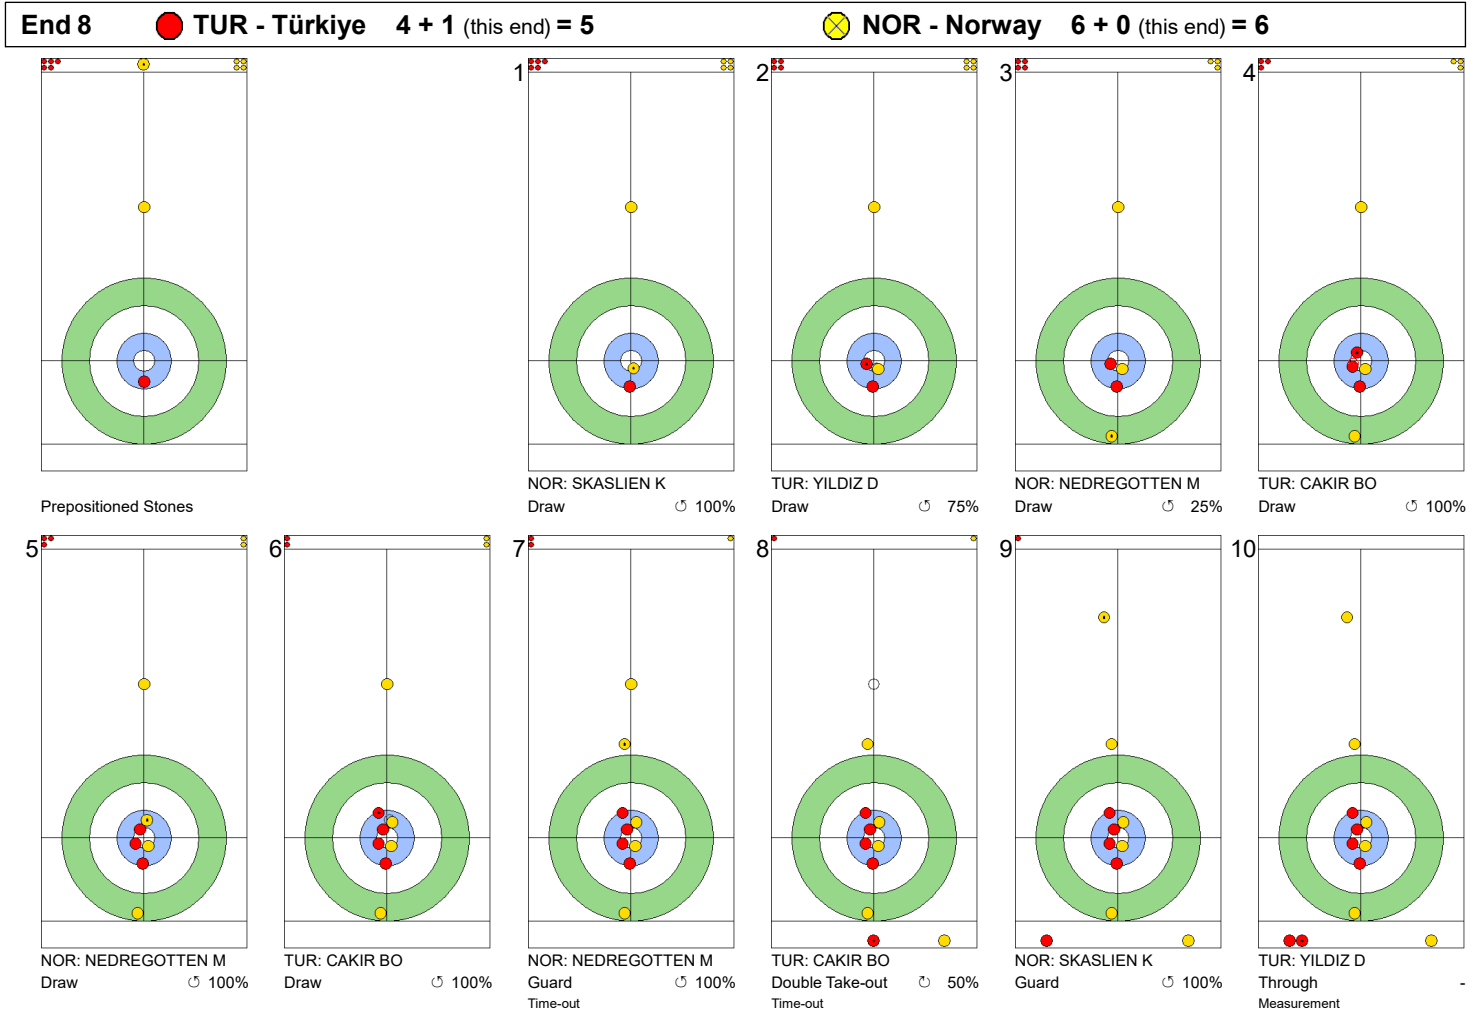 End 8 TUR - Türkiye 4 + 1 (this end) = 5 NOR - Norway 6 + 0 (this end) = 6
1 2 3 4
NOR: SKASLIEN K TUR: YILDIZ D NOR: NEDREGOTTEN M TUR: CAKIR BO
Prepositioned Stones Draw ↺ 100% Draw ↺ 75% Draw ↺ 25% Draw ↺ 100%
5 6 7 8 9 10
NOR: NEDREGOTTEN M TUR: CAKIR BO NOR: NEDREGOTTEN M TUR: CAKIR BO NOR: SKASLIEN K TUR: YILDIZ D
Draw ↻ 100% Draw ↺ 100% Guard ↺ 100% Double Take-out ↻ 50% Guard ↺ 100% Through -
Time-out Time-out Measurement